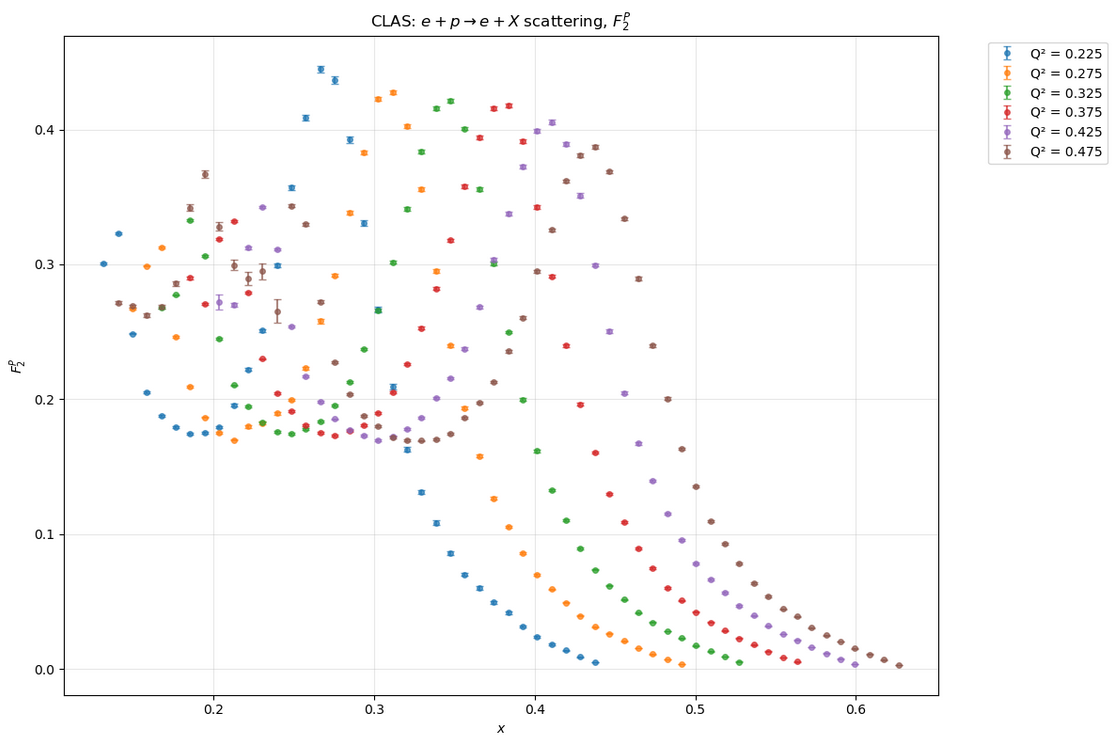 CLAS: e + p → e + X scattering, F₂ᴾ
Q² = 0.225
Q² = 0.275
Q² = 0.325
Q² = 0.375
Q² = 0.425
Q² = 0.475
F₂ᴾ
0.4
0.3
0.2
0.1
0.0
0.2
0.3
0.4
0.5
0.6
x